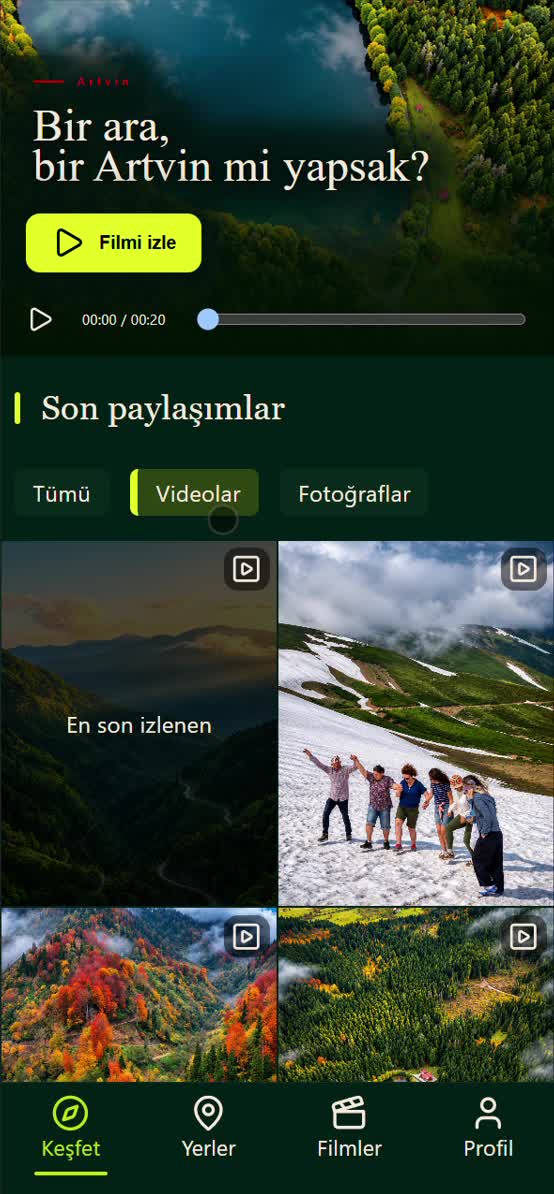 Artvin
Bir ara,
bir Artvin mi yapsak?
Filmi izle
00:00 / 00:20
Son paylaşımlar
Tümü
Videolar
Fotoğraflar
En son izlenen
Keşfet
Yerler
Filmler
Profil